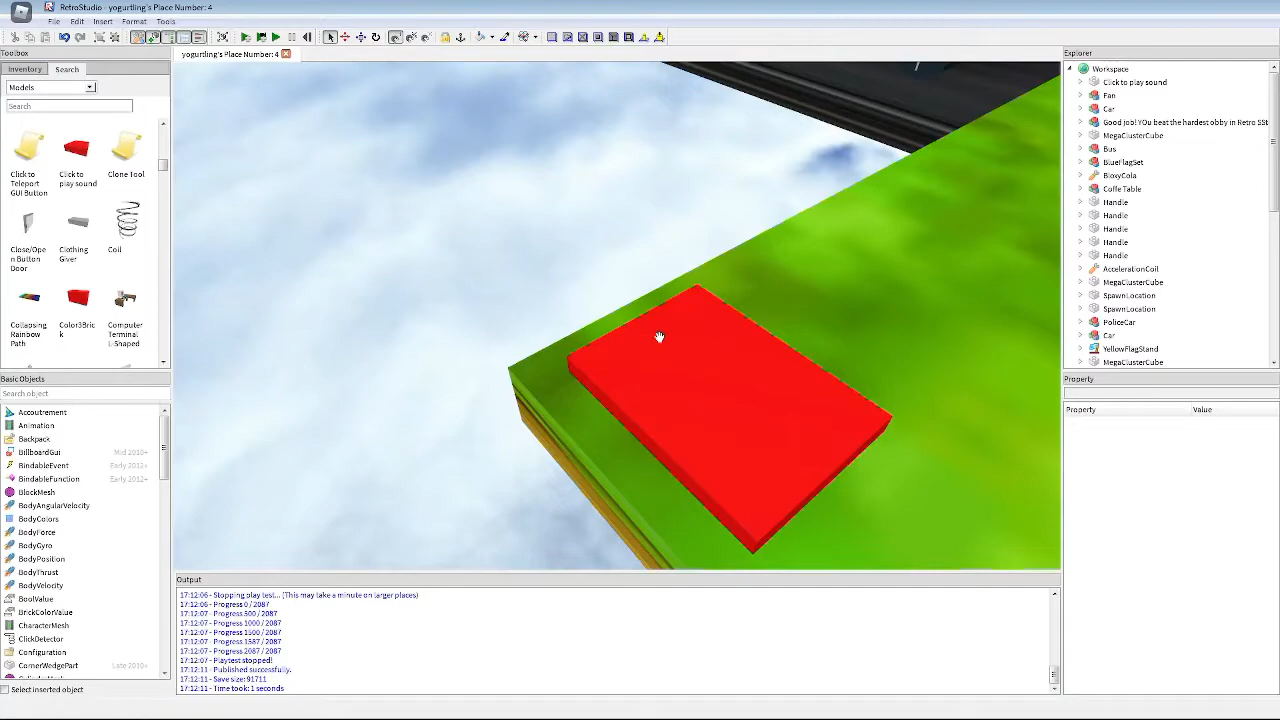 RetroStudio - yogurtling's Place Number: 4
File Edit Insert Format Tools
Toolbox
Inventory Search
Models
Search
Click to Teleport GUI Button
Click to play sound
Clone Tool
Close/Open Button Door
Clothing Giver
Coil
Collapsing Rainbow Path
Color3Brick
Computer Terminal L-Shaped
Basic Objects
Search object
Accoutrement
Animation
Backpack
BillboardGui Mid 2010+
BindableEvent Early 2012+
BindableFunction Early 2012+
BlockMesh
BodyAngularVelocity
BodyColors
BodyForce
BodyGyro
BodyPosition
BodyThrust
BodyVelocity
BoolValue
BrickColorValue
CharacterMesh
ClickDetector
Configuration
CornerWedgePart Late 2010+
Select inserted object
yogurtling's Place Number: 4
Output
17:12:06 - Stopping play test... (This may take a minute on larger places)
17:12:06 - Progress 0 / 2087
17:12:07 - Progress 500 / 2087
17:12:07 - Progress 1000 / 2087
17:12:07 - Progress 1500 / 2087
17:12:07 - Progress 1587 / 2087
17:12:07 - Progress 2087 / 2087
17:12:07 - Playtest stopped!
17:12:11 - Published successfully.
17:12:11 - Save size: 91711
17:12:11 - Time took: 1 seconds
Explorer
Workspace
Click to play sound
Fan
Car
Good job! You beat the hardest obby in Retro SSt
MegaClusterCube
Bus
BlueFlagSet
BloxyCola
Coffe Table
Handle
Handle
Handle
Handle
Handle
AccelerationCoil
MegaClusterCube
SpawnLocation
SpawnLocation
PoliceCar
Car
YellowFlagStand
MegaClusterCube
Property
Property Value